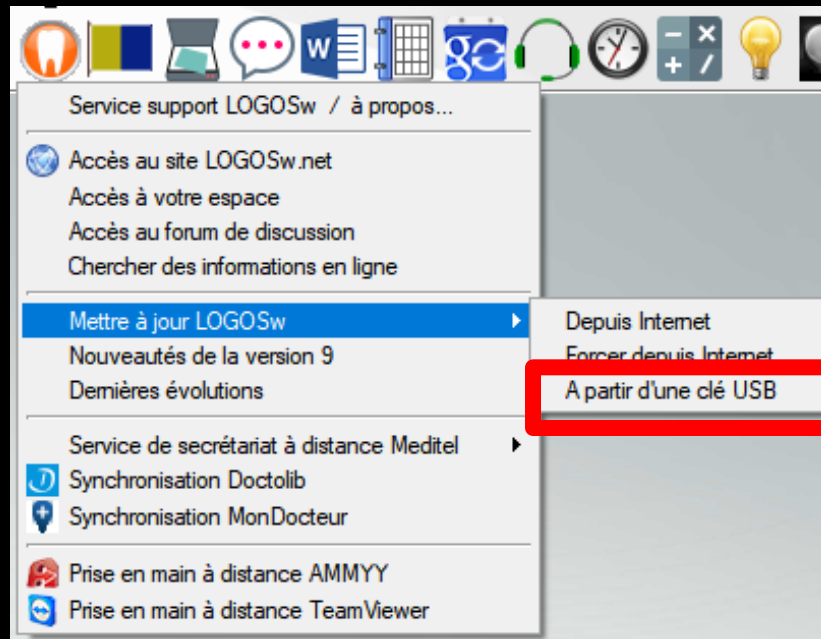 Service support LOGOSw / à propos...
Accès au site LOGOSw.net
Accès à votre espace
Accès au forum de discussion
Chercher des informations en ligne
Mettre à jour LOGOSw
Nouveautés de la version 9
Dernières évolutions
Service de secrétariat à distance Meditel
Synchronisation Doctolib
Synchronisation MonDocteur
Prise en main à distance AMMYY
Prise en main à distance TeamViewer
Depuis Internet
Forcer depuis Internet
A partir d'une clé USB